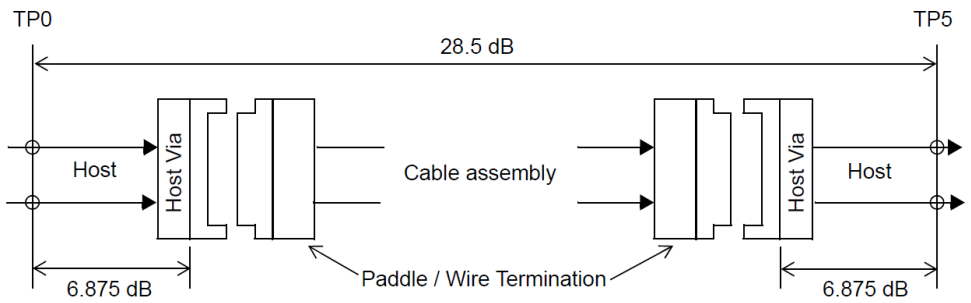 TP0
TP5
28.5 dB
Host
Host Via
Cable assembly
Host Via
Host
6.875 dB
Paddle / Wire Termination
6.875 dB